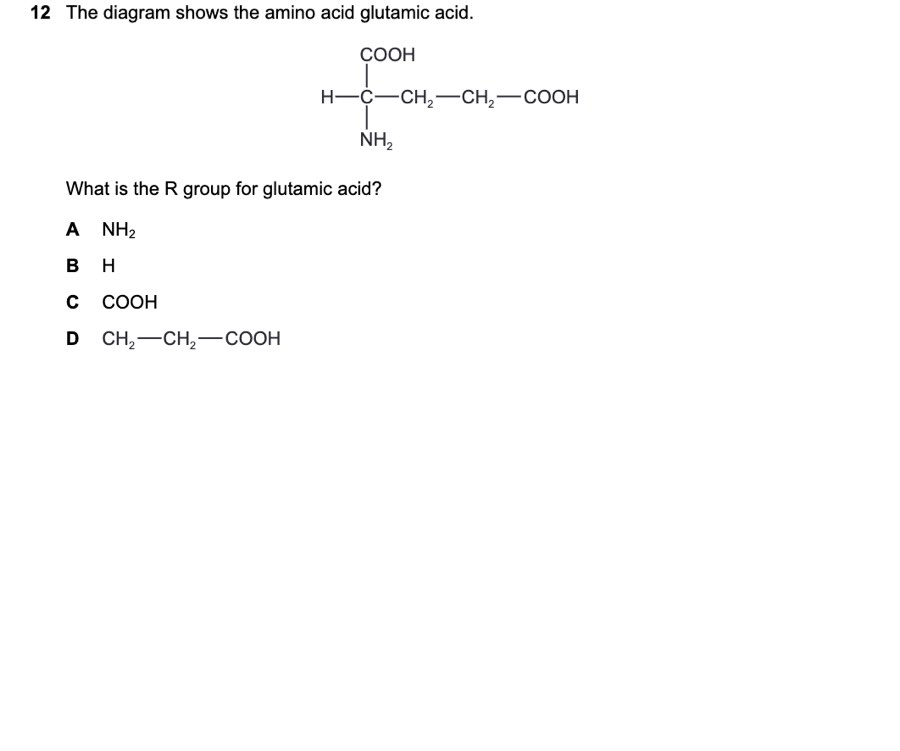 12 The diagram shows the amino acid glutamic acid.
COOH
H—C—CH₂—CH₂—COOH
NH₂
What is the R group for glutamic acid?
A NH₂
B H
C COOH
D CH₂—CH₂—COOH